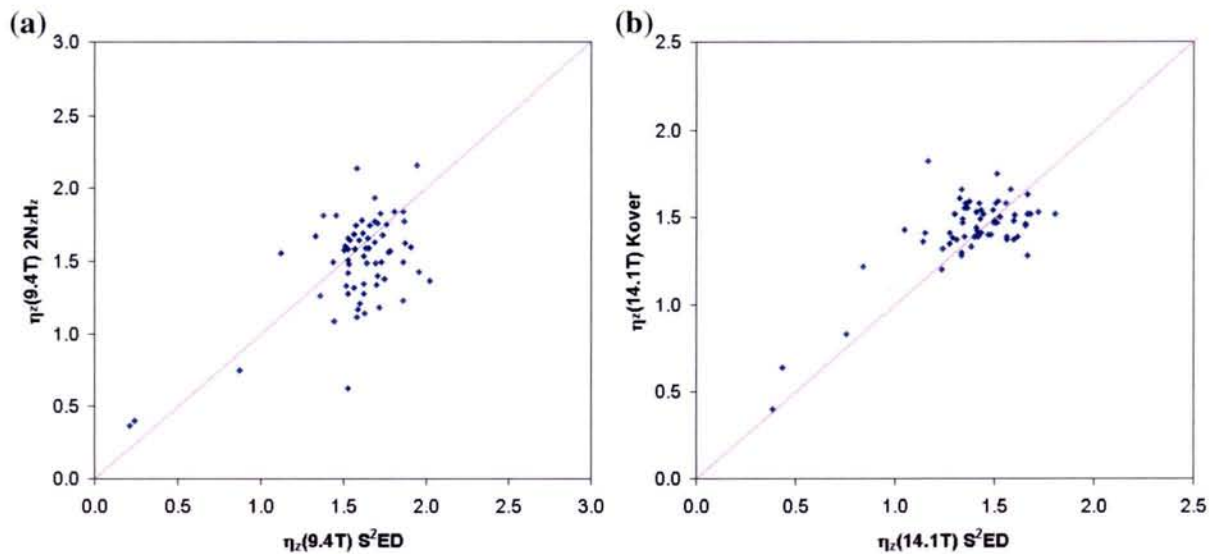 (a)
3.0
2.5
2.0
1.5
1.0
0.5
0.0
0.0 0.5 1.0 1.5 2.0 2.5 3.0
ηz(9.4T) 2NzHz
ηz(9.4T) S²ED
(b)
2.5
2.0
1.5
1.0
0.5
0.0
0.0 0.5 1.0 1.5 2.0 2.5
ηz(14.1T) Kover
ηz(14.1T) S²ED